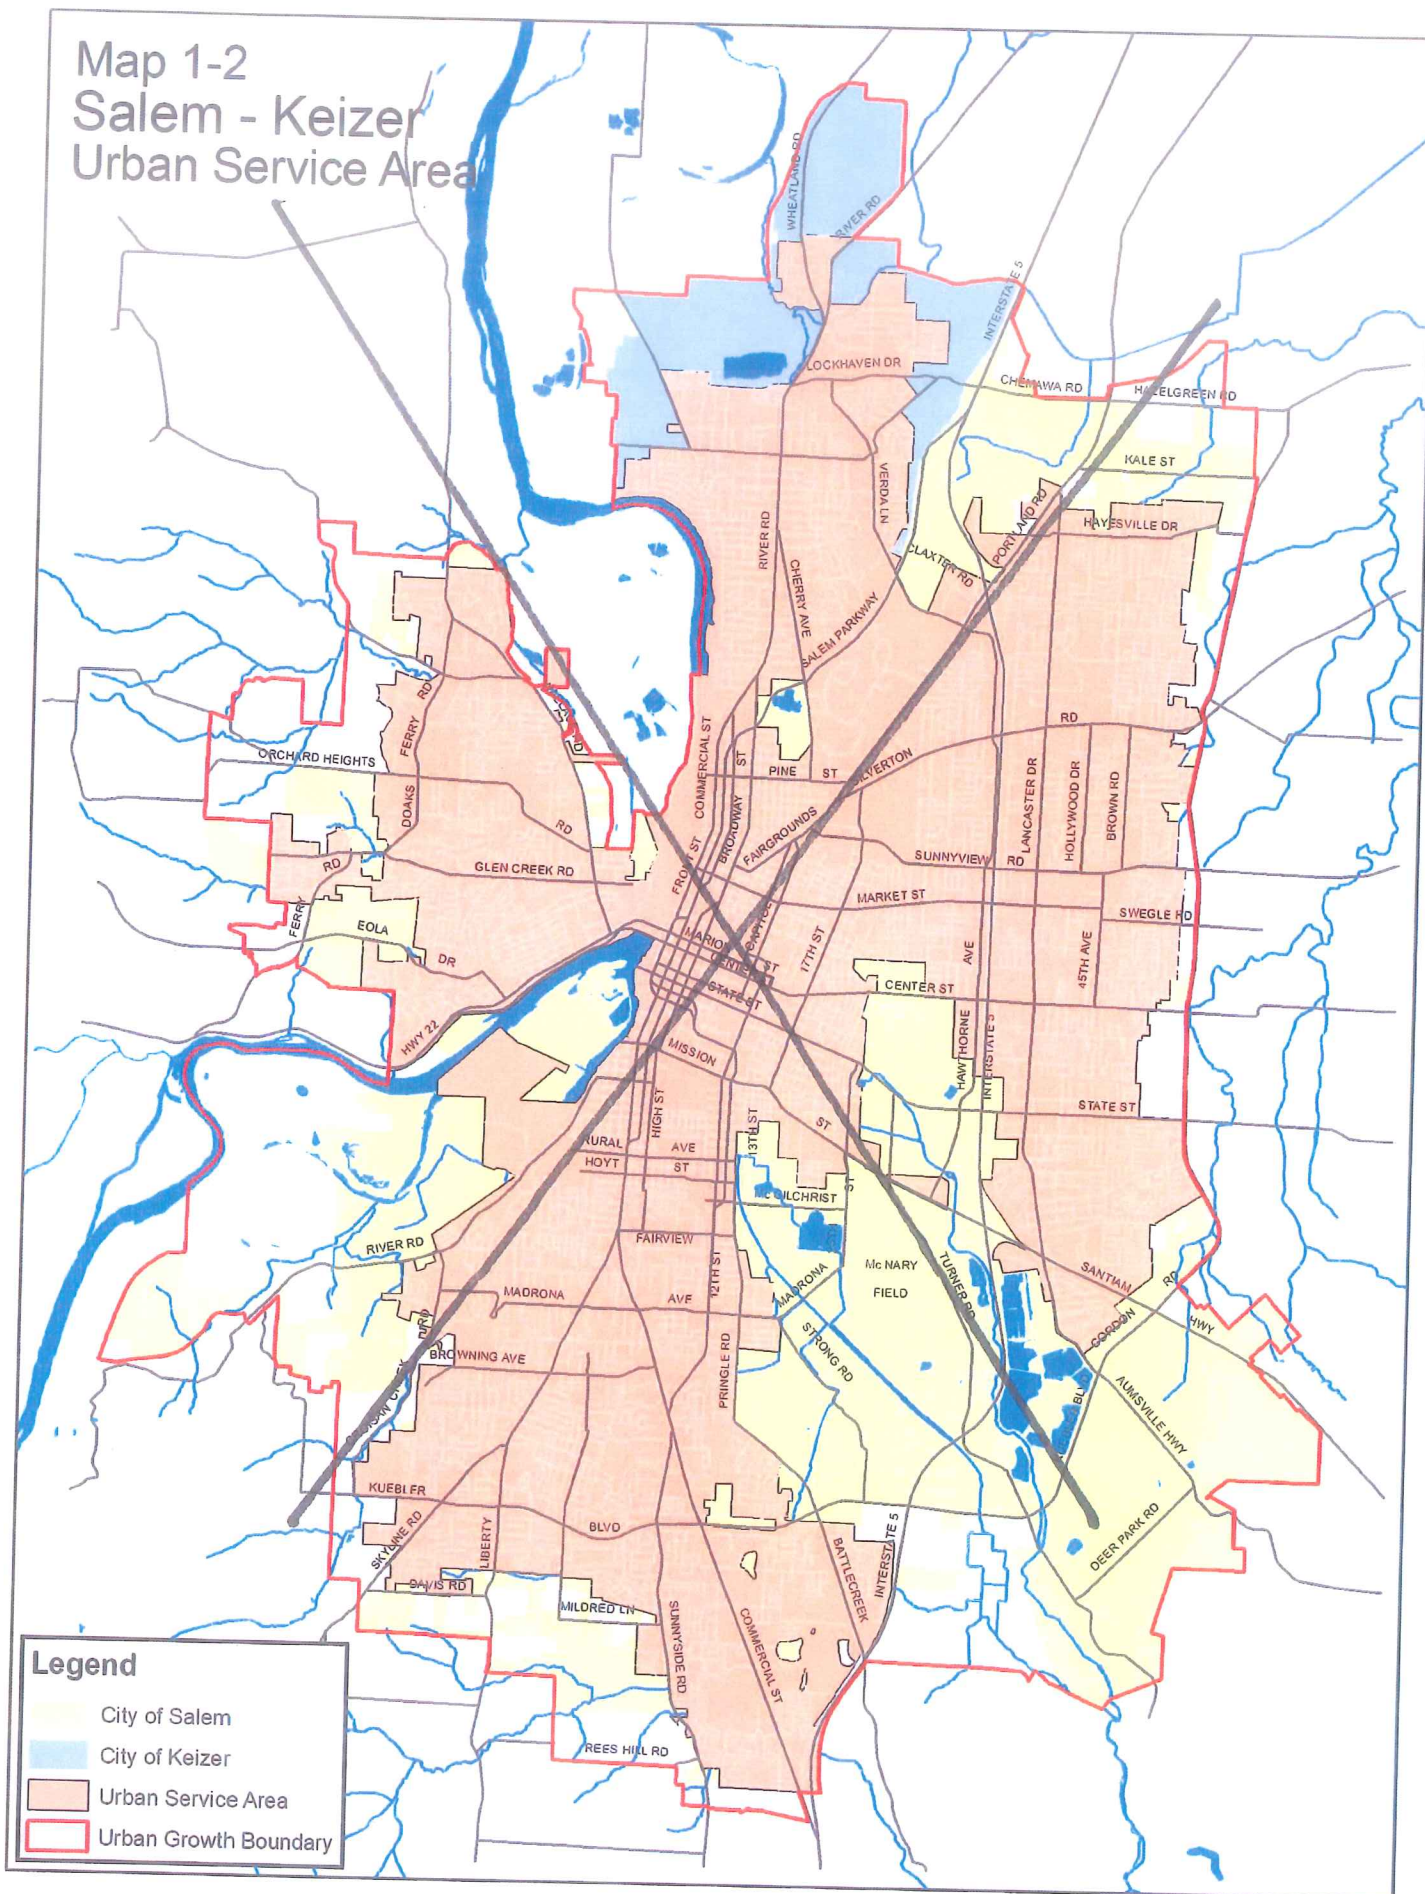 Map 1-2
Salem - Keizer
Urban Service Area
WHEATLAND RD
RIVER RD
INTERSTATE 5
LOCKHAVEN DR
CHEMAWA RD
HAZELGREEN RD
KALE ST
VERDA LN
PORTLAND RD
HAYESVILLE DR
RIVER RD
CLAXTER RD
CHERRY AVE
SALEM PARKWAY
DOAKS FERRY RD
ORCHARD HEIGHTS RD
COMMERCIAL ST
BROADWAY ST
PINE ST
SILVERTON RD
LANCASTER DR
HOLLYWOOD DR
BROWN RD
FAIRGROUNDS
FRONT ST
SUNNYVIEW RD
GLEN CREEK RD
FERRY RD
MARKET ST
SWEGLE RD
EOLA DR
MARION ST
CAPITOL
17TH ST
CENTER
AVE
45TH AVE
CENTER ST
STATE ST
HWY 22
HAWTHORNE
INTERSTATE 5
MISSION ST
STATE ST
HIGH ST
13TH ST
RURAL AVE
HOYT ST
Mc GILCHRIST ST
RIVER RD
FAIRVIEW
12TH ST
MADRONA
Mc NARY
FIELD
TURNER RD
SANTIAM HWY
MADRONA AVE
CORDON RD
STRONG RD
BROWNING AVE
PRINGLE RD
BLVD
AUMSVILLE HWY
KUEBLER BLVD
SKYLINE RD
LIBERTY
BATTLECREEK
INTERSTATE 5
DEER PARK RD
DAVIS RD
MILDRED LN
SUNNYSIDE RD
COMMERCIAL ST
REES HILL RD
Legend
City of Salem
City of Keizer
Urban Service Area
Urban Growth Boundary